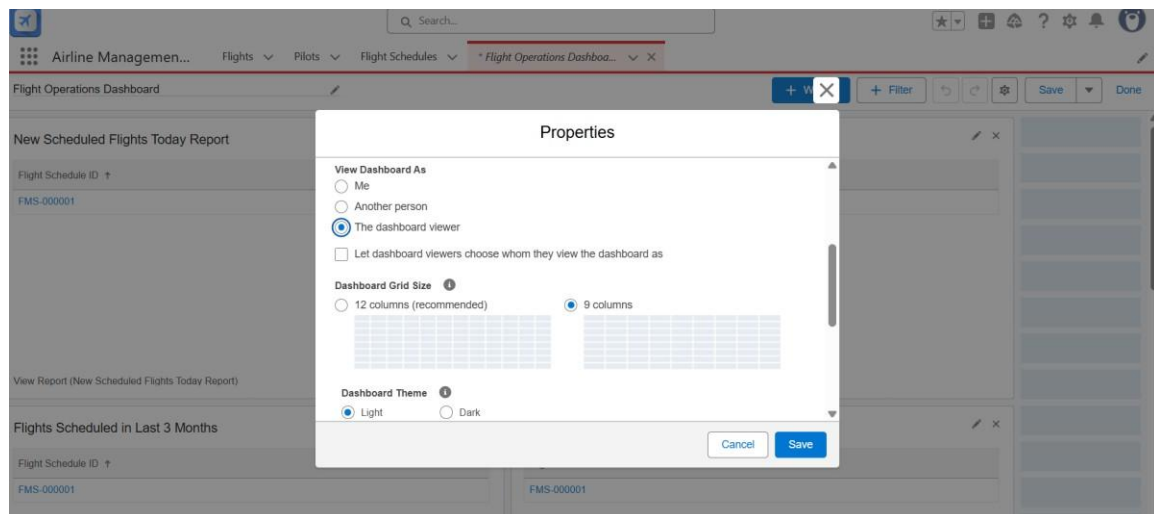 Search...
Airline Managemen... Flights Pilots Flight Schedules * Flight Operations Dashboa...
Flight Operations Dashboard + W + Filter Save Done
Properties
New Scheduled Flights Today Report
Flight Schedule ID ↑
FMS-000001
View Dashboard As
Me
Another person
The dashboard viewer
Let dashboard viewers choose whom they view the dashboard as
Dashboard Grid Size
12 columns (recommended) 9 columns
View Report (New Scheduled Flights Today Report)
Dashboard Theme
Light Dark
Flights Scheduled in Last 3 Months
Cancel Save
Flight Schedule ID ↑
FMS-000001 FMS-000001